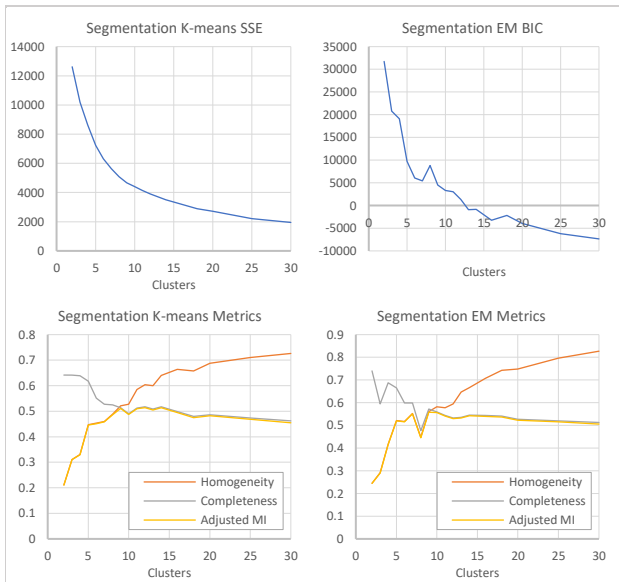 Segmentation K-means SSE
14000
12000
10000
8000
6000
4000
2000
0
0 5 10 15 20 25 30
Clusters
Segmentation EM BIC
35000
30000
25000
20000
15000
10000
5000
0
-5000
-10000
0 5 10 15 20 25 30
Clusters
Segmentation K-means Metrics
0.8
0.7
0.6
0.5
0.4
0.3
0.2
0.1
0
Homogeneity
Completeness
Adjusted MI
0 5 10 15 20 25 30
Clusters
Segmentation EM Metrics
0.9
0.8
0.7
0.6
0.5
0.4
0.3
0.2
0.1
0
Homogeneity
Completeness
Adjusted MI
0 5 10 15 20 25 30
Clusters